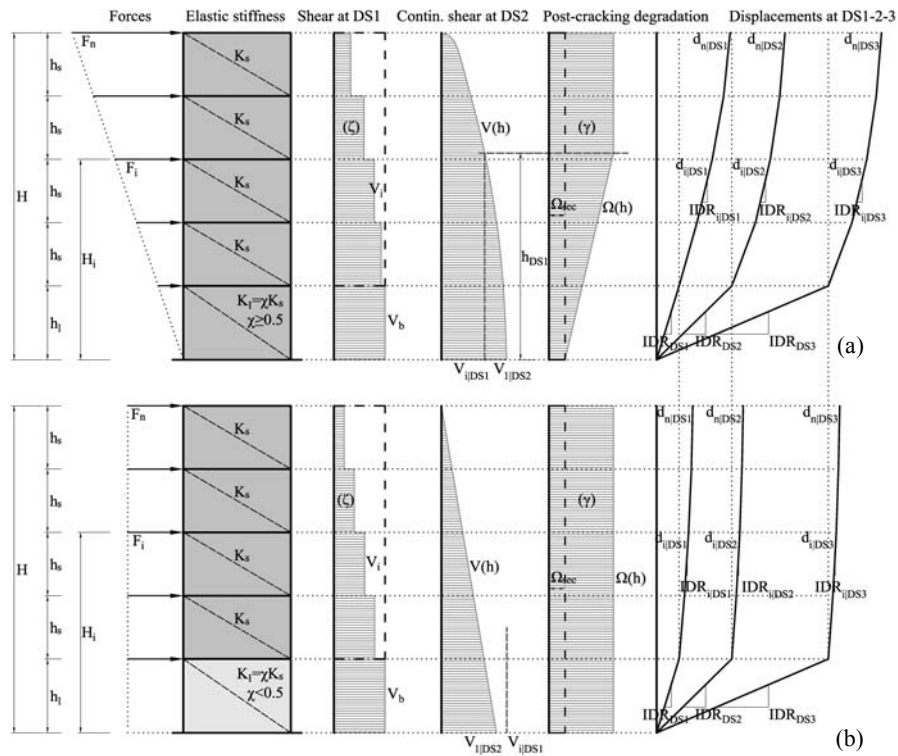 Forces Elastic stiffness Shear at DS1 Contin. shear at DS2 Post-cracking degradation Displacements at DS1-2-3
Fn dn|DS1 dn|DS2 dn|DS3
hs Ks
hs Ks (ζ) V(h) (γ)
Fi di|DS1 di|DS2 di|DS3
H hs Ks Vi Ωsec Ω(h) IDRi|DS1 IDRi|DS2 IDRi|DS3
Hi hs Ks hDS1
hl Kl=χKs Vb
χ≥0.5
IDRDS1 IDRDS2 IDRDS3 (a)
Vi|DS1 V1|DS2
Fn dn|DS1 dn|DS2 dn|DS3
hs Ks
hs Ks (ζ) (γ)
Fi di|DS1 di|DS2 di|DS3
H hs Ks Vi V(h) Ωsec Ω(h) IDRi|DS1 IDRi|DS2 IDRi|DS3
Hi hs Ks
hl Kl=χKs Vb
χ<0.5
IDRDS1 IDRDS2 IDRDS3 (b)
V1|DS2 Vi|DS1